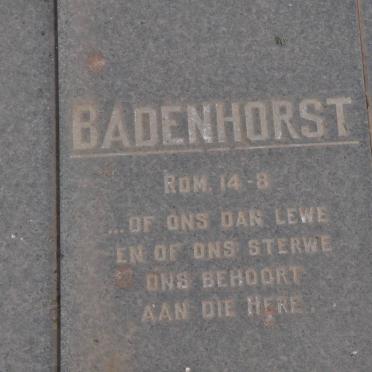 BADENHORST
ROM. 14-8
...OF ONS DAN LEWE
EN OF ONS STERWE
ONS BEHOORT
AAN DIE HERE.